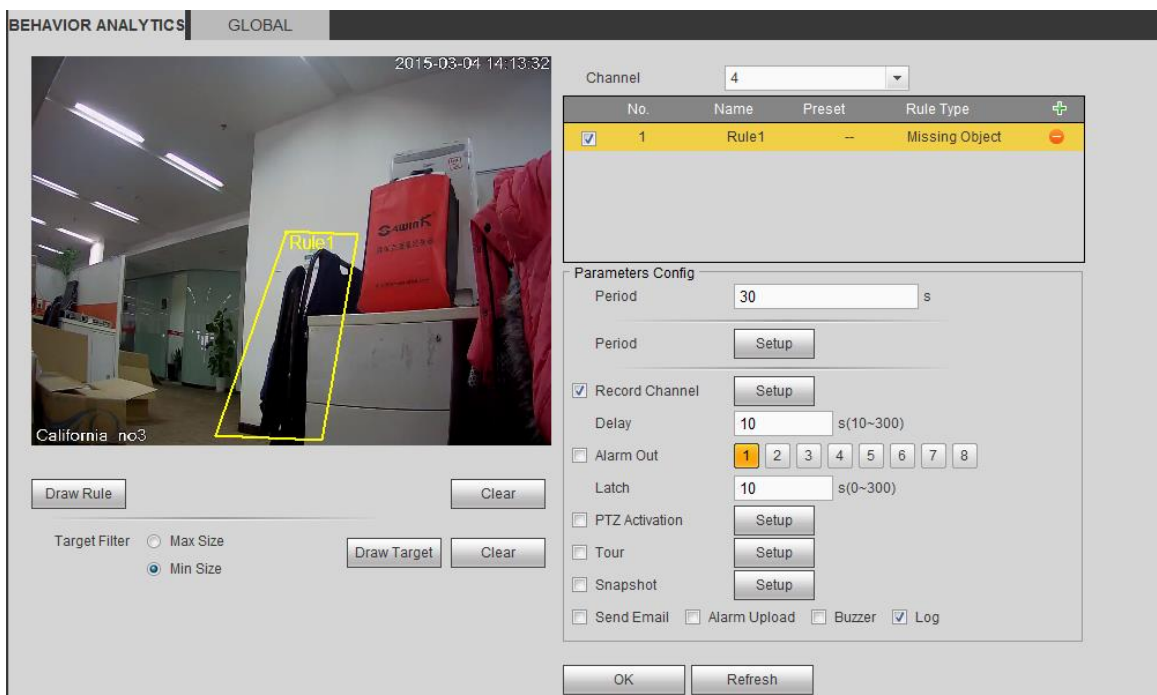 BEHAVIOR ANALYTICS GLOBAL
2015-03-04 14:13:32
Rule1
California no3
Draw Rule Clear
Target Filter Max Size
Min Size
Draw Target Clear
Channel 4
No. Name Preset Rule Type
1 Rule1 -- Missing Object
Parameters Config
Period 30 s
Period Setup
Record Channel Setup
Delay 10 s(10~300)
Alarm Out 1 2 3 4 5 6 7 8
Latch 10 s(0~300)
PTZ Activation Setup
Tour Setup
Snapshot Setup
Send Email Alarm Upload Buzzer Log
OK Refresh